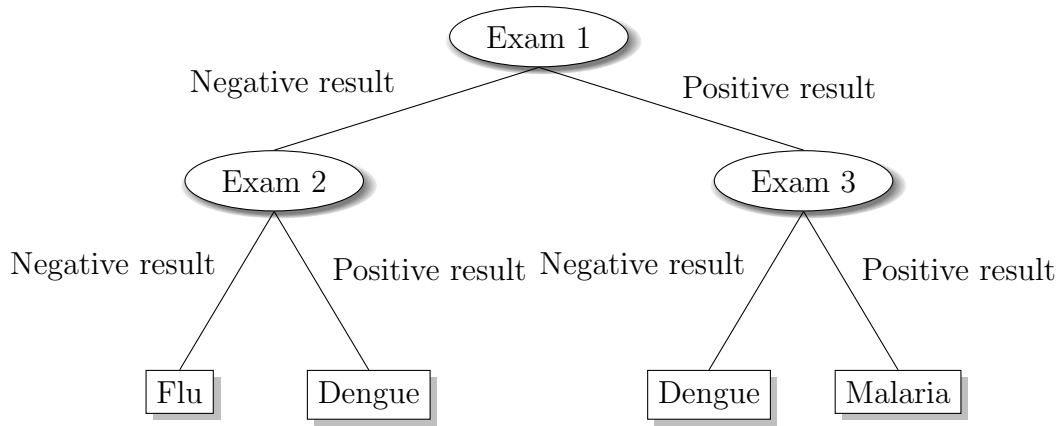 Exam 1
Negative result
Positive result
Exam 2
Exam 3
Negative result
Positive result
Negative result
Positive result
Flu
Dengue
Dengue
Malaria